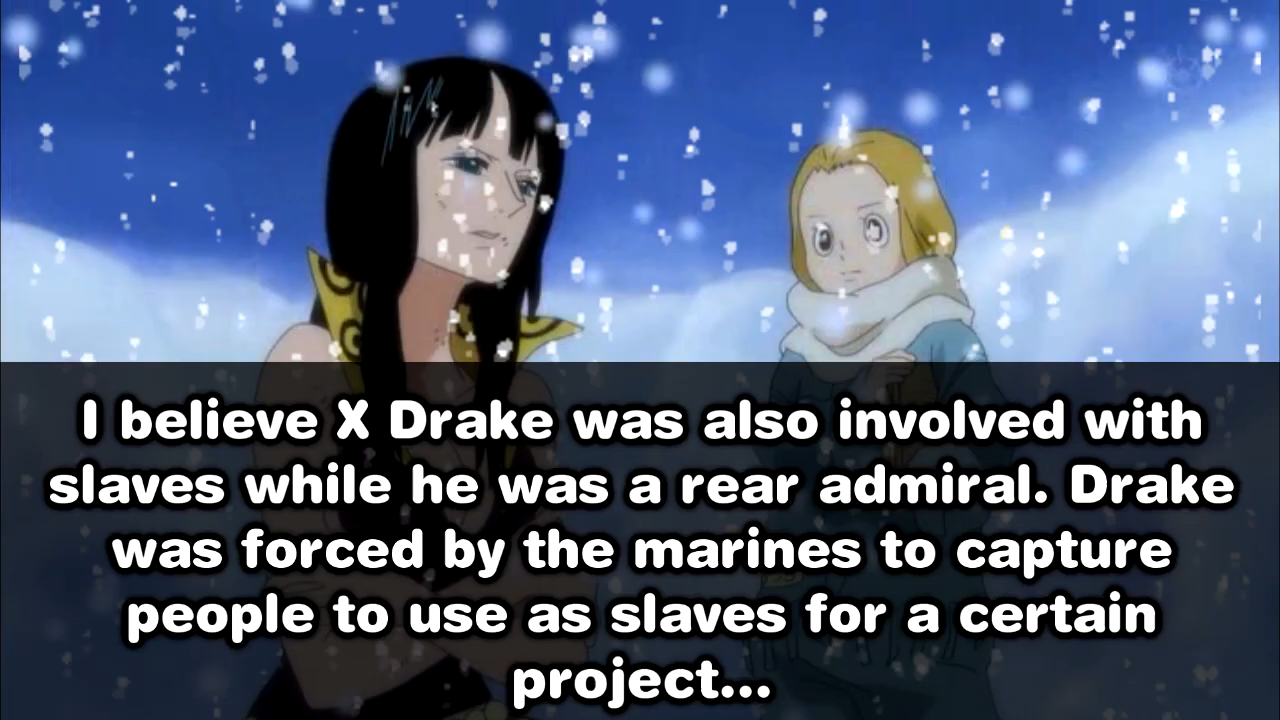 I believe X Drake was also involved with
slaves while he was a rear admiral. Drake
was forced by the marines to capture
people to use as slaves for a certain
project...